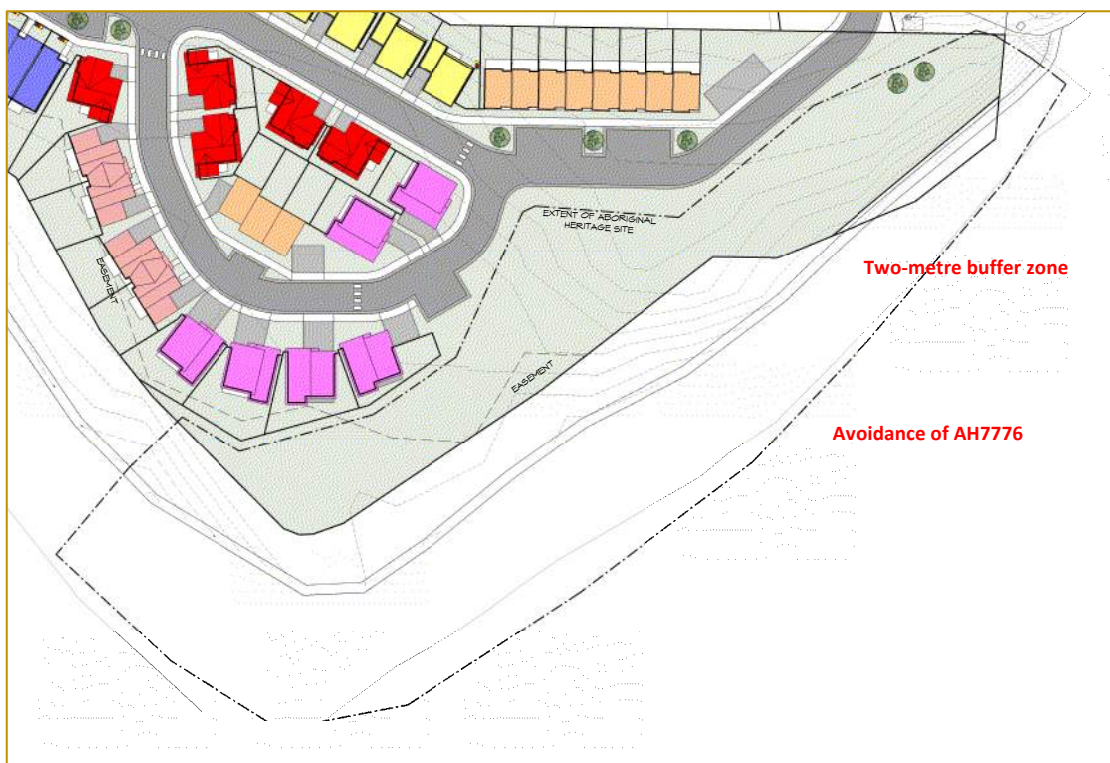 EXTENT OF ABORIGINAL
HERITAGE SITE
EASEMENT
Two-metre buffer zone
EASEMENT
Avoidance of AH7776